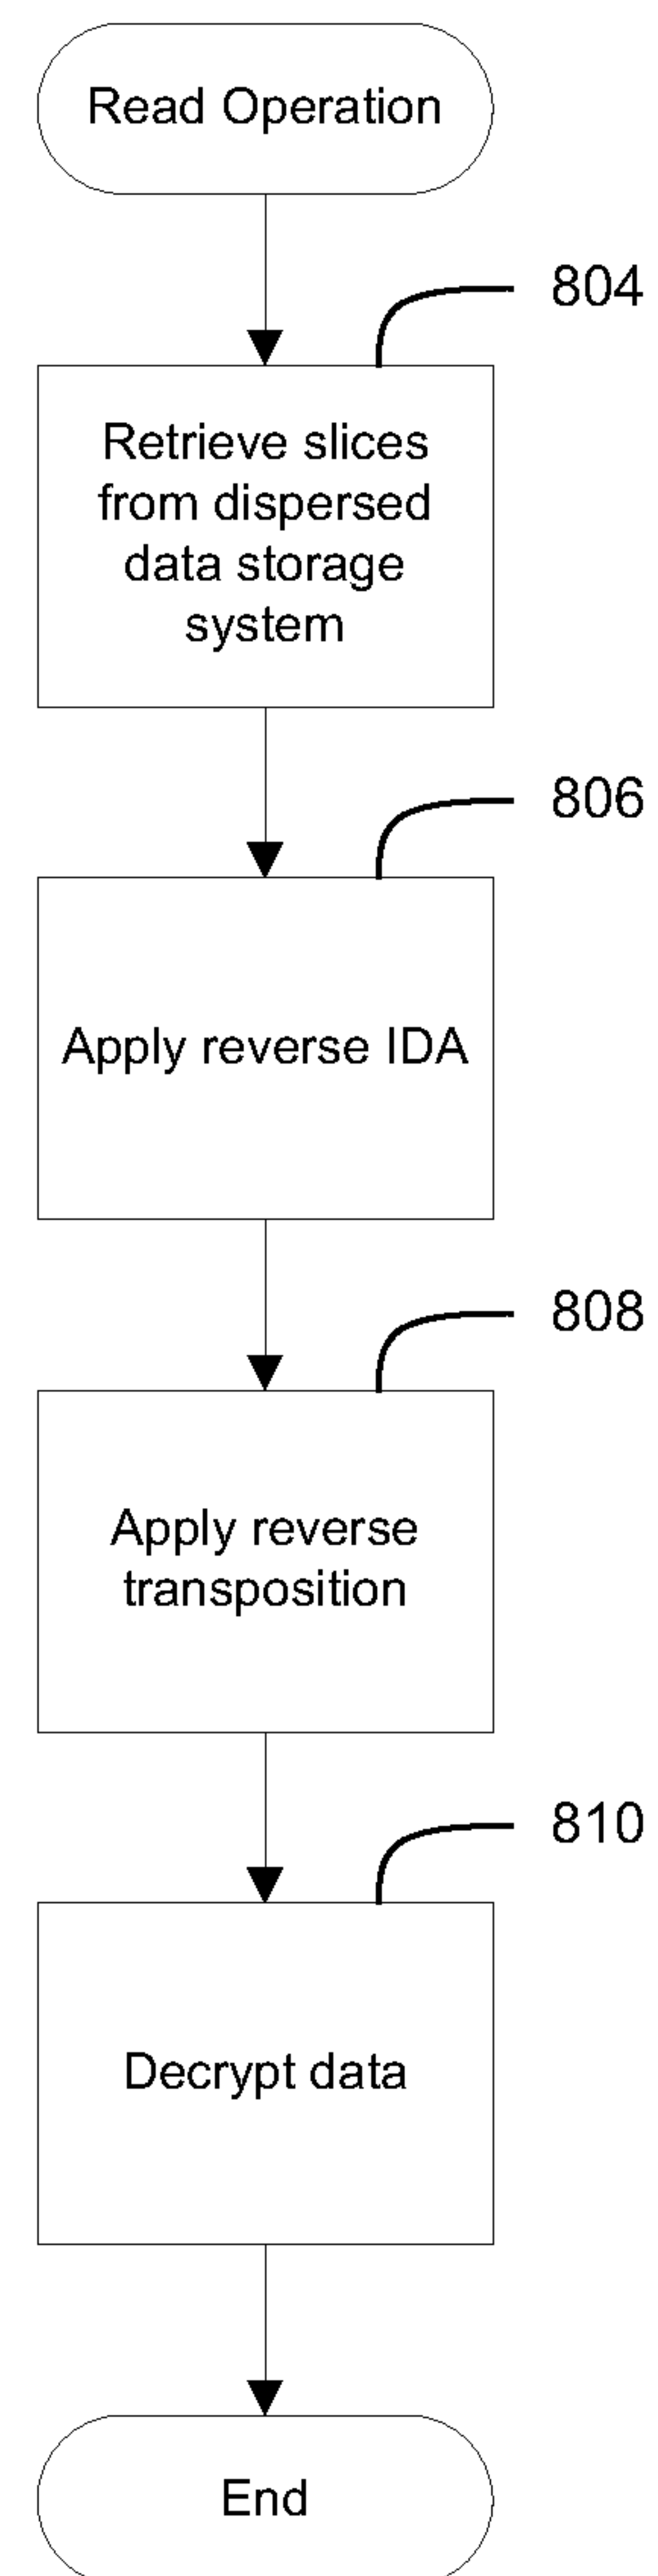 Read Operation
804
Retrieve slices
from dispersed
data storage
system
806
Apply reverse IDA
808
Apply reverse
transposition
810
Decrypt data
End